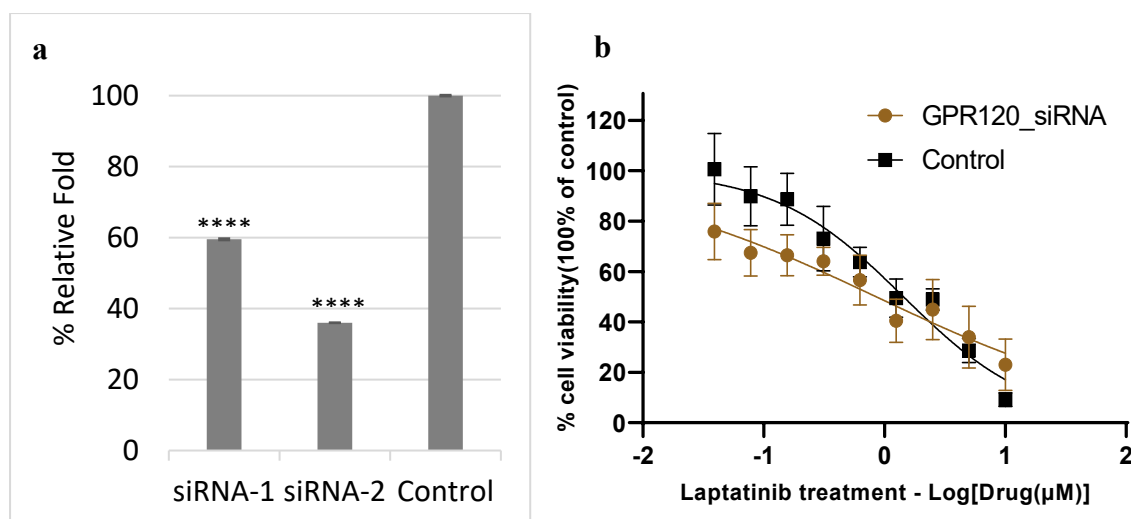 a
% Relative Fold
100
80
60
40
20
0
****
****
siRNA-1 siRNA-2 Control
b
% cell viability(100% of control)
120
100
80
60
40
20
0
GPR120_siRNA
Control
-2 -1 0 1 2
Laptatinib treatment - Log[Drug(µM)]